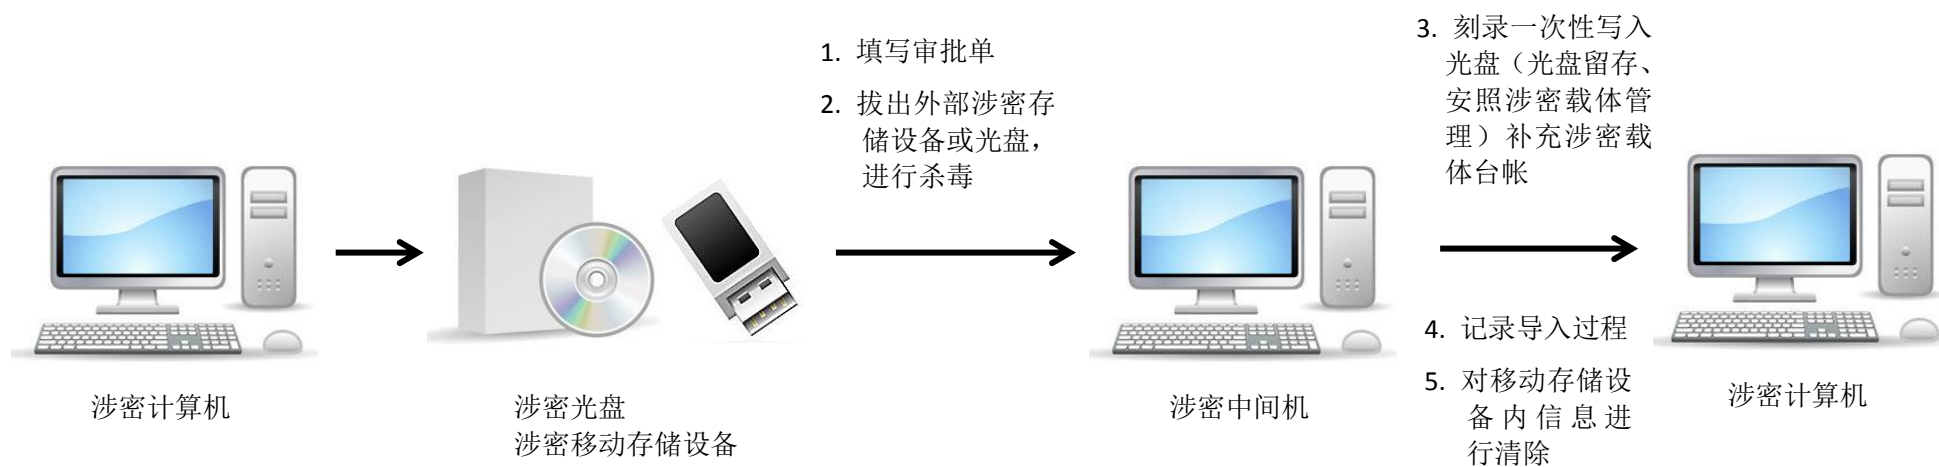 1. 填写审批单
2. 拔出外部涉密存
储设备或光盘，
进行杀毒
3. 刻录一次性写入
光盘（光盘留存、
安照涉密载体管
理）补充涉密载
体台帐
4. 记录导入过程
5. 对移动存储设
备内信息进
行清除
涉密计算机
涉密光盘
涉密移动存储设备
涉密中间机
涉密计算机